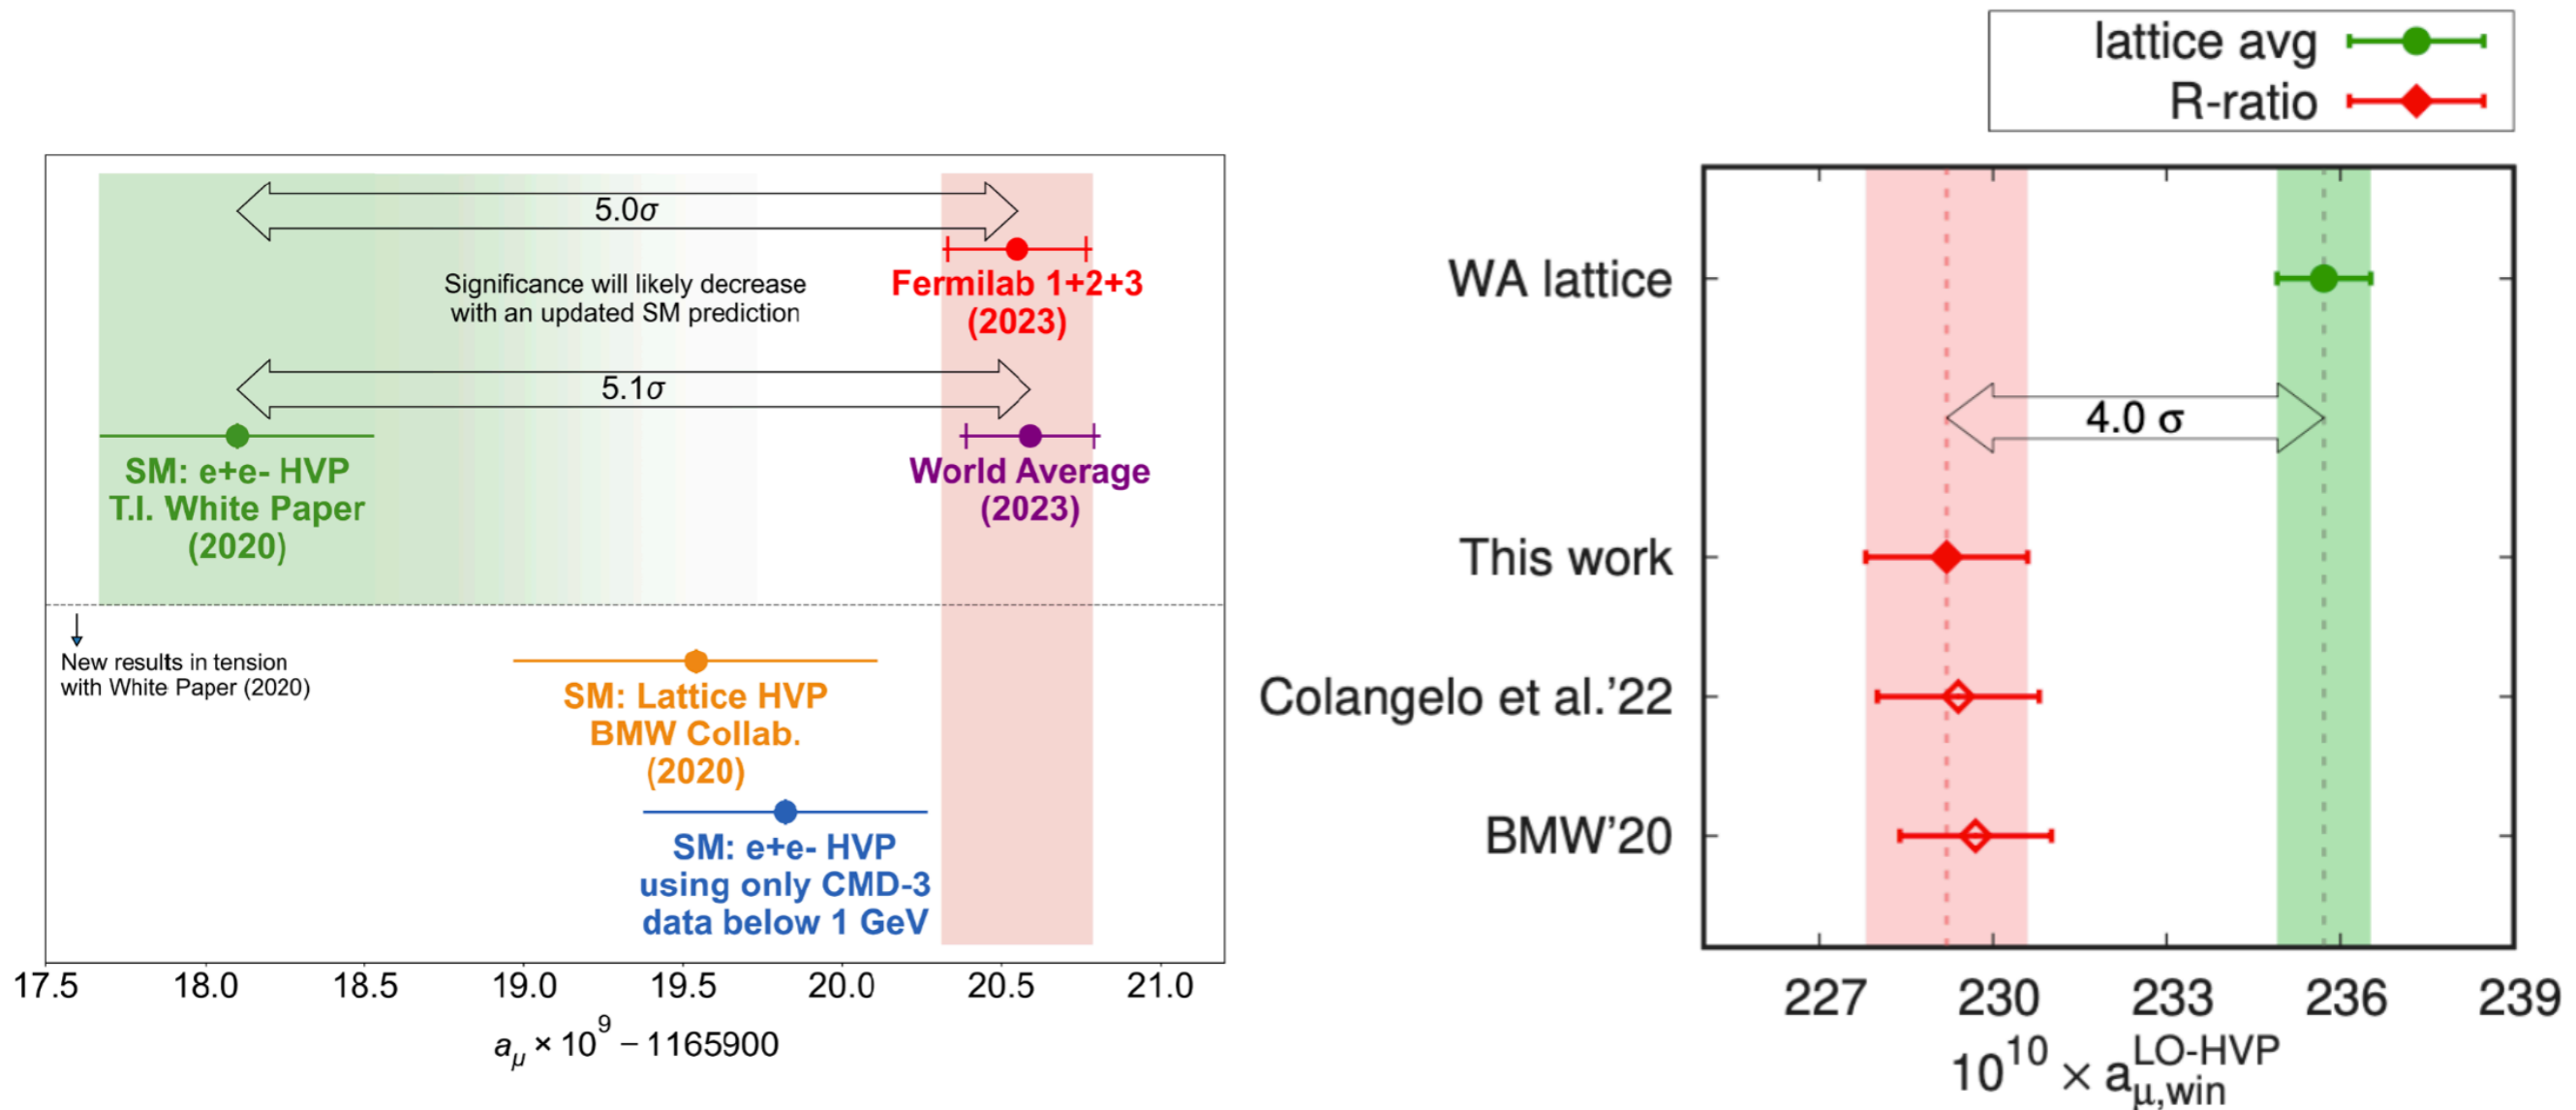 5.0σ
Significance will likely decrease
with an updated SM prediction
Fermilab 1+2+3
(2023)
5.1σ
SM: e+e- HVP
T.I. White Paper
(2020)
World Average
(2023)
New results in tension
with White Paper (2020)
SM: Lattice HVP
BMW Collab.
(2020)
SM: e+e- HVP
using only CMD-3
data below 1 GeV
17.5 18.0 18.5 19.0 19.5 20.0 20.5 21.0
aμ × 10⁹ − 1165900
lattice avg
R-ratio
WA lattice
4.0 σ
This work
Colangelo et al.'22
BMW'20
227 230 233 236 239
10¹⁰ × a LO-HVP μ,win